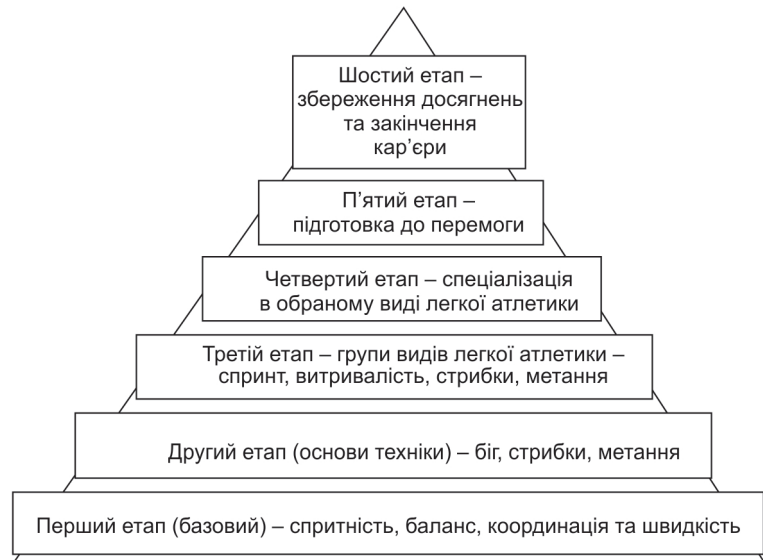 Шостий етап –
збереження досягнень
та закінчення
кар’єри
П’ятий етап –
підготовка до перемоги
Четвертий етап – спеціалізація
в обраному виді легкої атлетики
Третій етап – групи видів легкої атлетики –
спринт, витривалість, стрибки, метання
Другий етап (основи техніки) – біг, стрибки, метання
Перший етап (базовий) – спритність, баланс, координація та швидкість